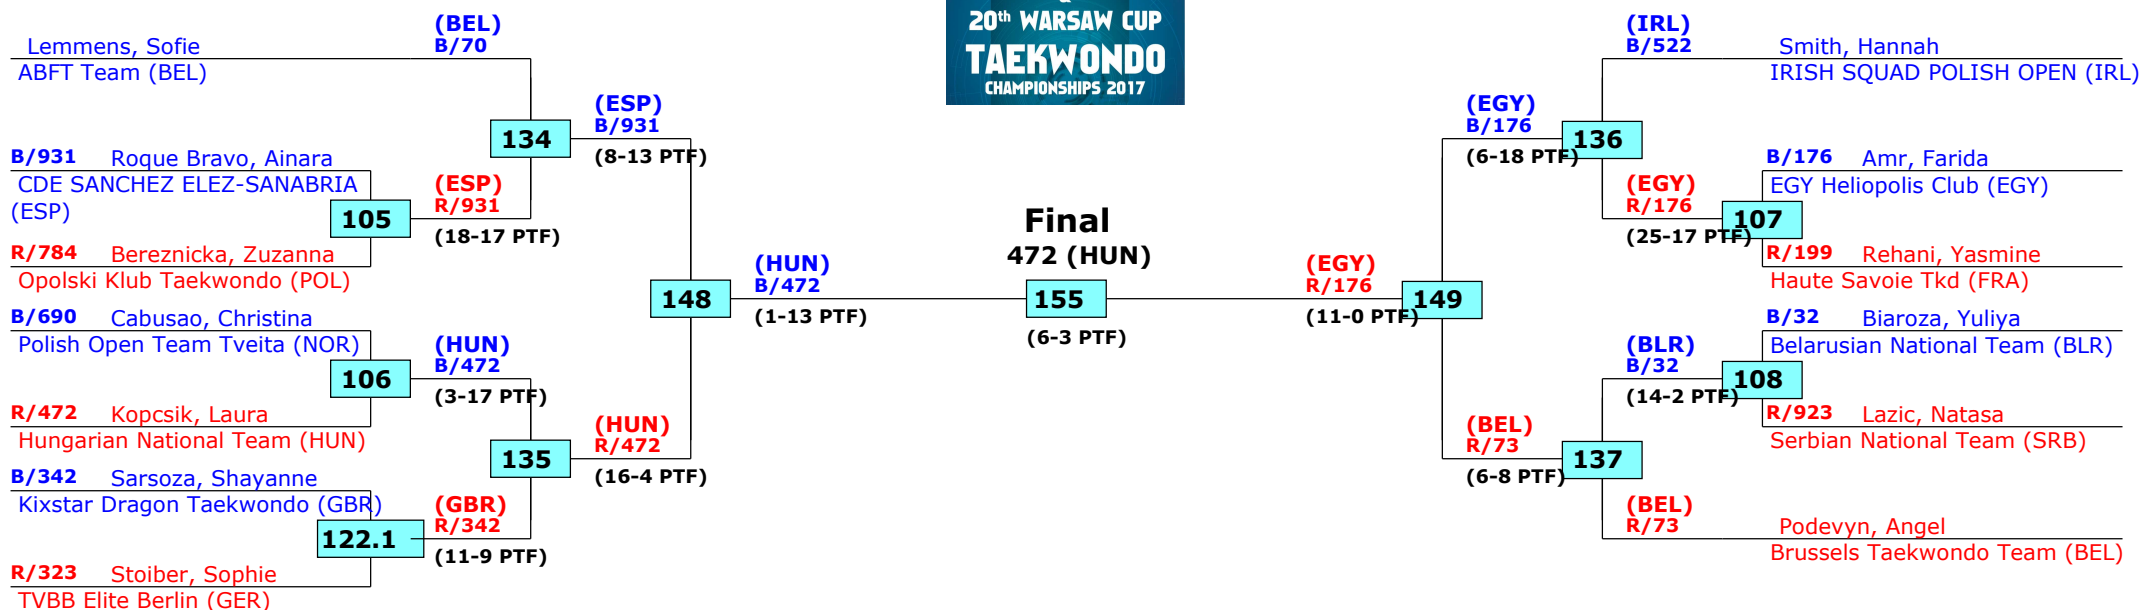 20th WARSAW CUP
TAEKWONDO
CHAMPIONSHIPS 2017
Lemmens, Sofie
ABFT Team (BEL)
(BEL)
B/70
B/931 Roque Bravo, Ainara
CDE SANCHEZ ELEZ-SANABRIA
(ESP)
R/784 Bereznicka, Zuzanna
Opolski Klub Taekwondo (POL)
105
(ESP)
R/931
(18-17 PTF)
134
(ESP)
B/931
(8-13 PTF)
B/690 Cabusao, Christina
Polish Open Team Tveita (NOR)
R/472 Kopcsik, Laura
Hungarian National Team (HUN)
106
(HUN)
B/472
(3-17 PTF)
B/342 Sarsoza, Shayanne
Kixstar Dragon Taekwondo (GBR)
R/323 Stoiber, Sophie
TVBB Elite Berlin (GER)
122.1
(GBR)
R/342
(11-9 PTF)
135
(HUN)
R/472
(16-4 PTF)
148
(HUN)
B/472
(1-13 PTF)
Final
472 (HUN)
155
(6-3 PTF)
(EGY)
R/176
(11-0 PTF)
149
(EGY)
B/176
(6-18 PTF)
136
(IRL)
B/522
Smith, Hannah
IRISH SQUAD POLISH OPEN (IRL)
(EGY)
R/176
(25-17 PTF)
107
B/176 Amr, Farida
EGY Heliopolis Club (EGY)
R/199 Rehani, Yasmine
Haute Savoie Tkd (FRA)
(BEL)
R/73
(6-8 PTF)
137
(BLR)
B/32
(14-2 PTF)
108
B/32 Biaroza, Yuliya
Belarusian National Team (BLR)
R/923 Lazic, Natasa
Serbian National Team (SRB)
(BEL)
R/73
Podevyn, Angel
Brussels Taekwondo Team (BEL)